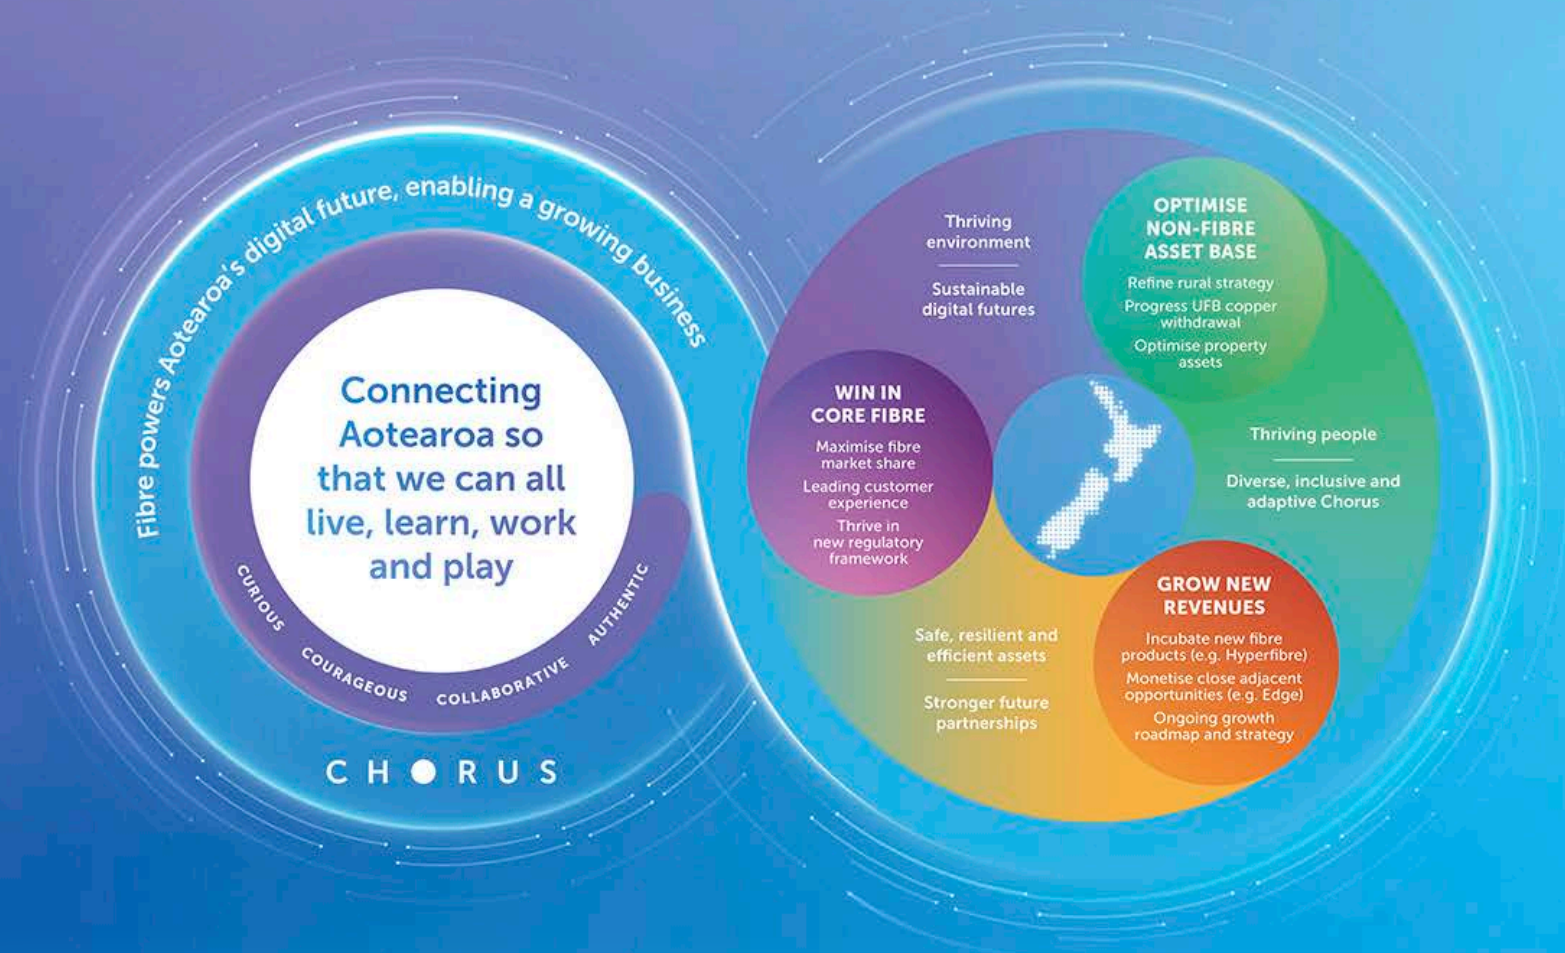 Fibre powers Aotearoa's digital future, enabling a growing business
Connecting
Aotearoa so
that we can all
live, learn, work
and play
CURIOUS
COURAGEOUS
COLLABORATIVE
AUTHENTIC
CHORUS
Thriving
environment
Sustainable
digital futures
OPTIMISE
NON-FIBRE
ASSET BASE
Refine rural strategy
Progress UFB copper
withdrawal
Optimise property
assets
WIN IN
CORE FIBRE
Maximise fibre
market share
Leading customer
experience
Thrive in
new regulatory
framework
Thriving people
Diverse, inclusive and
adaptive Chorus
Safe, resilient and
efficient assets
Stronger future
partnerships
GROW NEW
REVENUES
Incubate new fibre
products (e.g. Hyperfibre)
Monetise close adjacent
opportunities (e.g. Edge)
Ongoing growth
roadmap and strategy